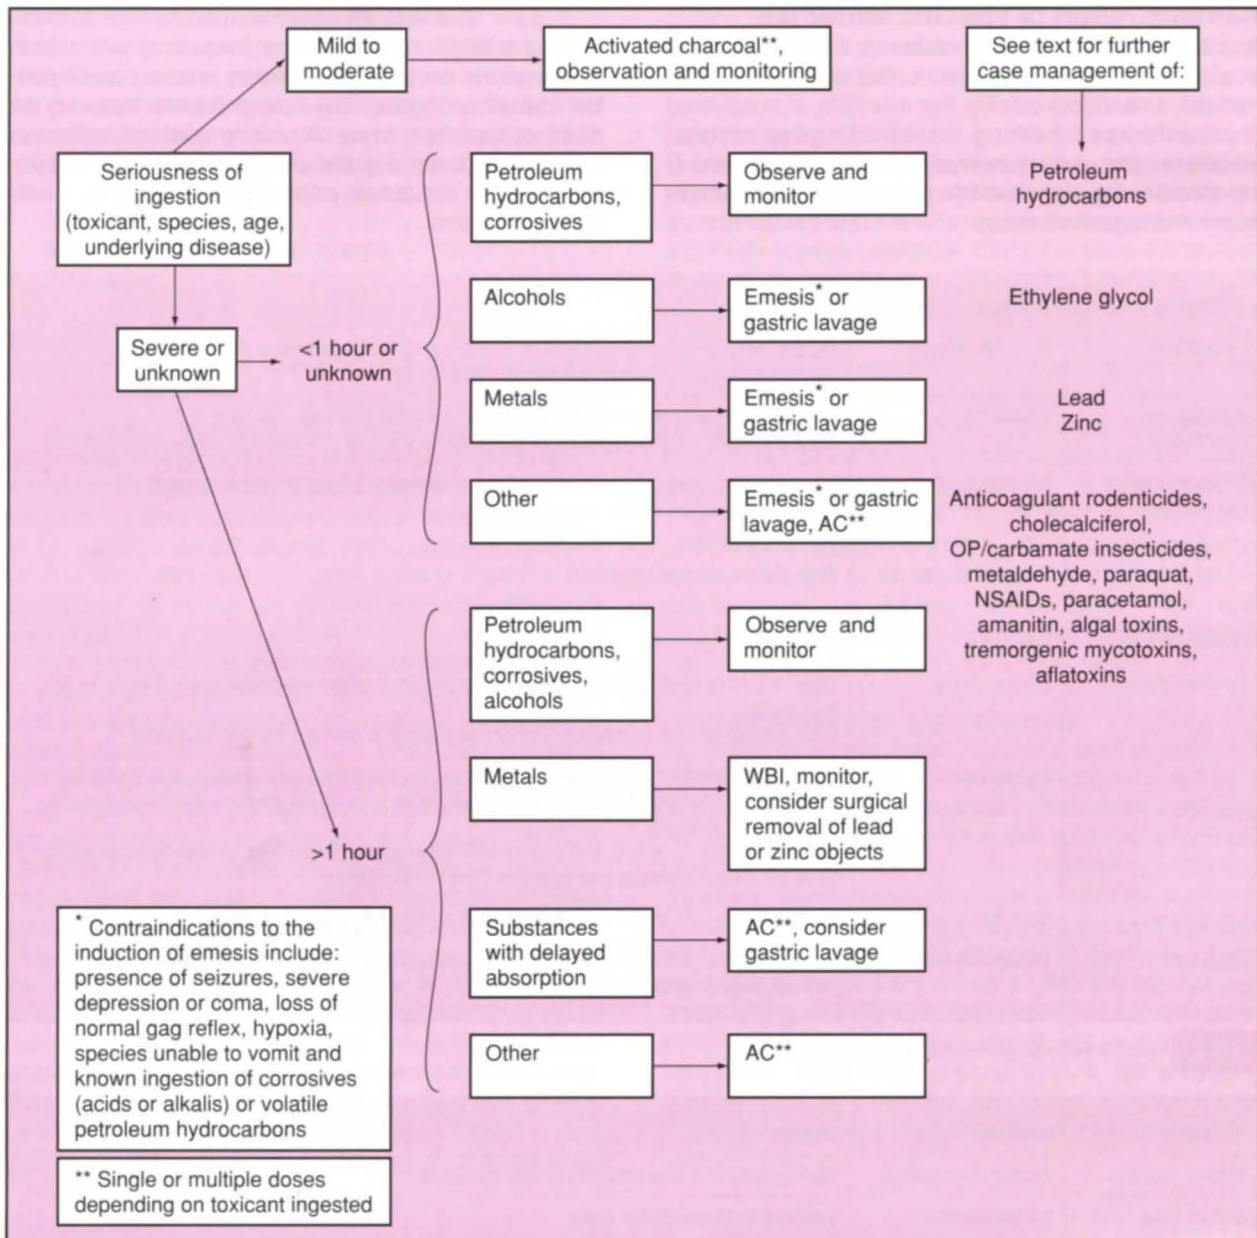 Mild to
moderate
Activated charcoal**,
observation and monitoring
See text for further
case management of:
Seriousness of
ingestion
(toxicant, species, age,
underlying disease)
Petroleum
hydrocarbons,
corrosives
Observe and
monitor
Petroleum
hydrocarbons
Alcohols
Emesis* or
gastric lavage
Ethylene glycol
Severe or
unknown
<1 hour or
unknown
Metals
Emesis* or
gastric lavage
Lead
Zinc
Other
Emesis* or gastric
lavage, AC**
Anticoagulant rodenticides,
cholecalciferol,
OP/carbamate insecticides,
metaldehyde, paraquat,
NSAIDs, paracetamol,
amanitin, algal toxins,
tremorgenic mycotoxins,
aflatoxins
Petroleum
hydrocarbons,
corrosives,
alcohols
Observe and
monitor
>1 hour
Metals
WBI, monitor,
consider surgical
removal of lead
or zinc objects
Substances
with delayed
absorption
AC**, consider
gastric lavage
Other
AC**
* Contraindications to the
induction of emesis include:
presence of seizures, severe
depression or coma, loss of
normal gag reflex, hypoxia,
species unable to vomit and
known ingestion of corrosives
(acids or alkalis) or volatile
petroleum hydrocarbons
** Single or multiple doses
depending on toxicant ingested